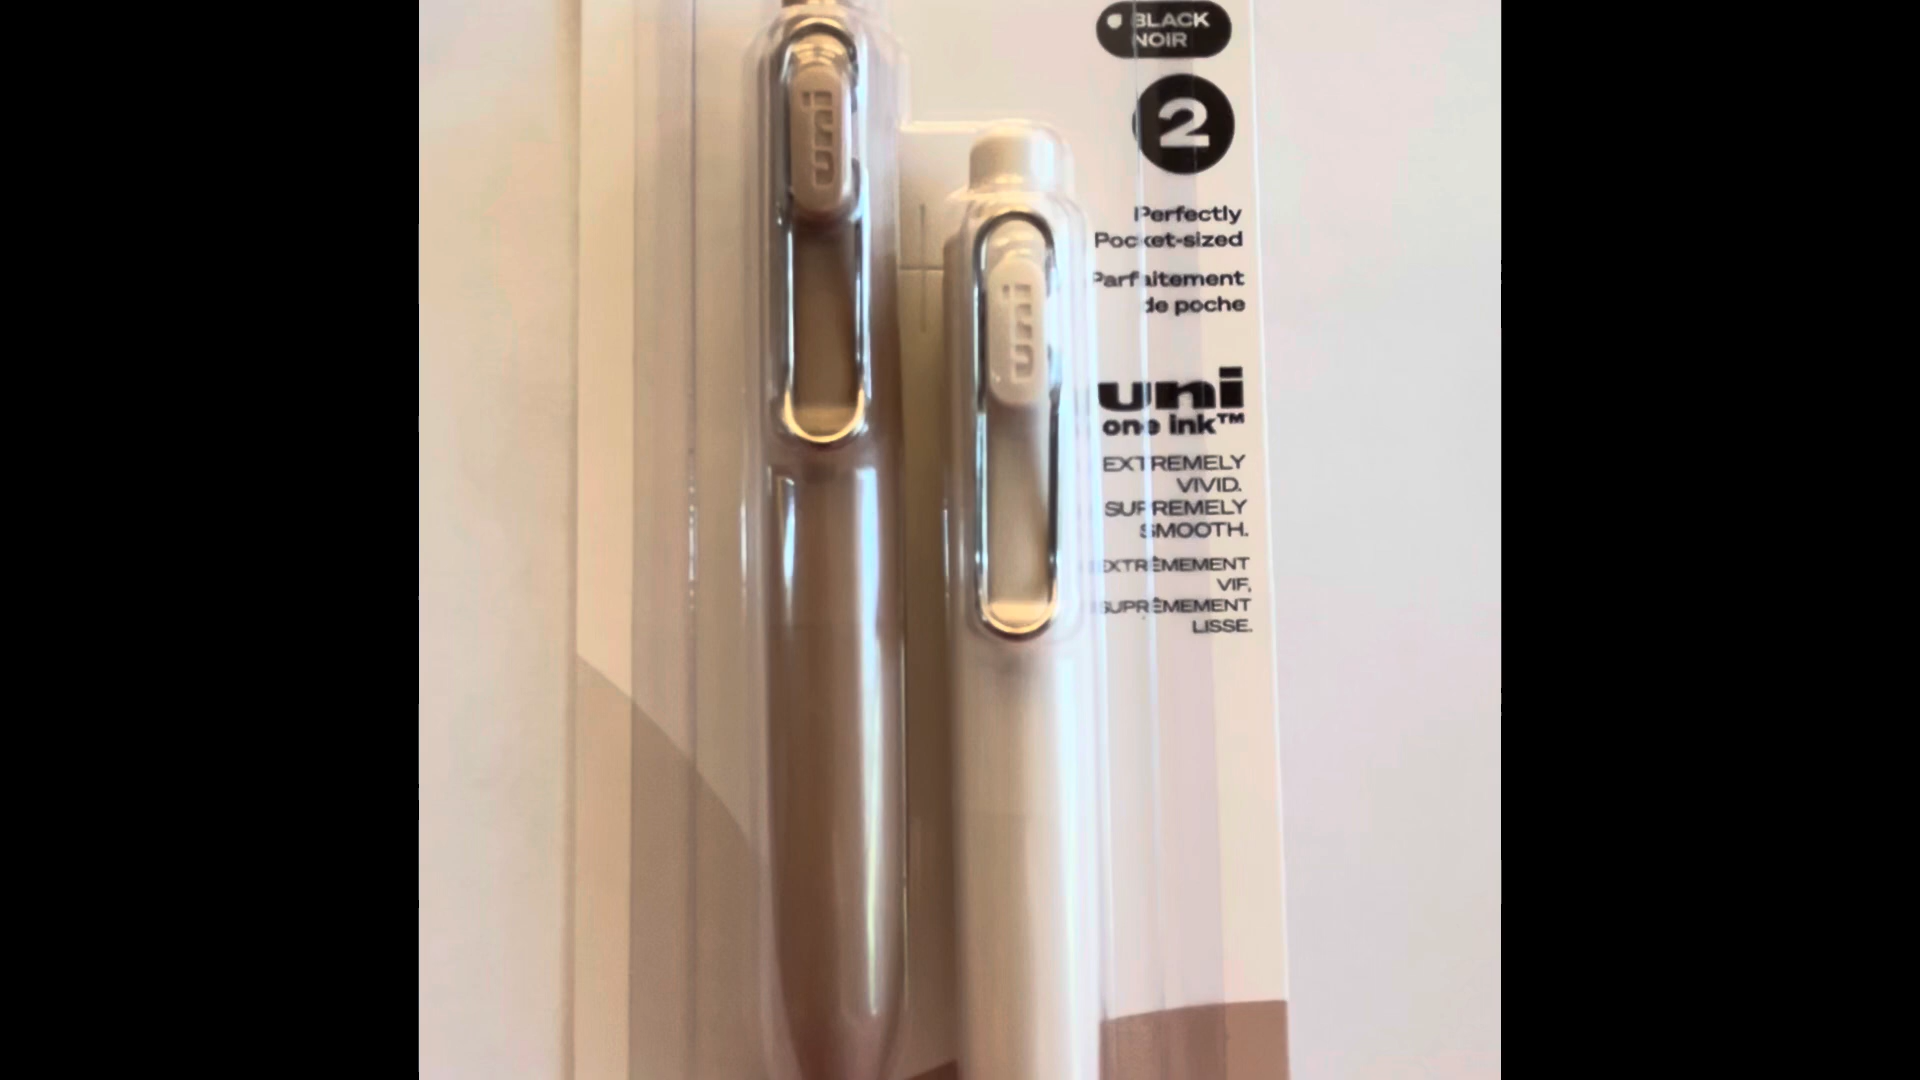 BLACK
NOIR
2
Perfectly
Pocket-sized
Parfaitement
de poche
uni
one ink™
EXTREMELY
VIVID.
SUPREMELY
SMOOTH.
EXTRÊMEMENT
VIF,
SUPRÊMEMENT
LISSE.
uni
uni